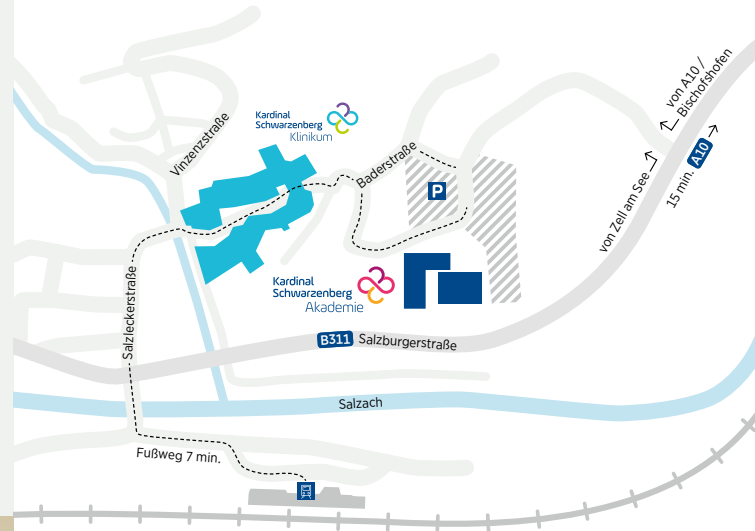 von A10 /
Bischofshofen
Kardinal
Schwarzenberg
Klinikum
Vinzenzstraße
Baderstraße
P
15 min. A10
von Zell am See
Kardinal
Schwarzenberg
Akademie
Salzleckerstraße
B311 Salzburgerstraße
Salzach
Fußweg 7 min.